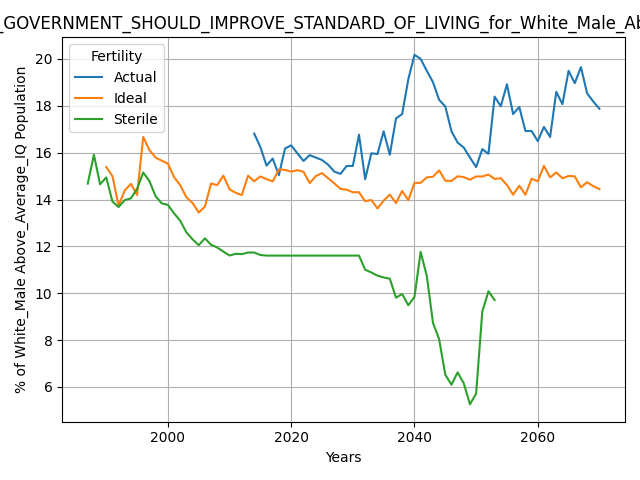 _GOVERNMENT_SHOULD_IMPROVE_STANDARD_OF_LIVING_for_White_Male_Ab
Fertility
Actual
Ideal
Sterile
20
18
16
14
12
10
8
6
% of White_Male Above_Average_IQ Population
2000
2020
2040
2060
Years